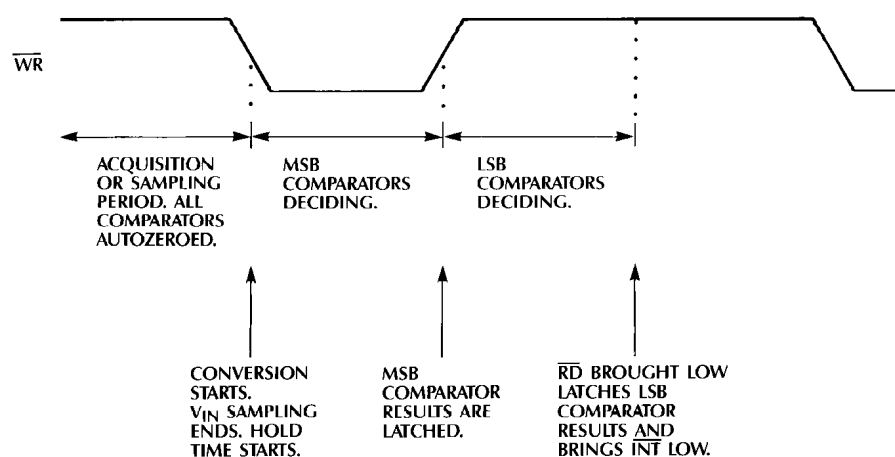 WR
ACQUISITION
OR SAMPLING
PERIOD. ALL
COMPARATORS
AUTOZEROED.
MSB
COMPARATORS
DECIDING.
LSB
COMPARATORS
DECIDING.
CONVERSION
STARTS.
VIN SAMPLING
ENDS. HOLD
TIME STARTS.
MSB
COMPARATOR
RESULTS ARE
LATCHED.
RD BROUGHT LOW
LATCHES LSB
COMPARATOR
RESULTS AND
BRINGS INT LOW.